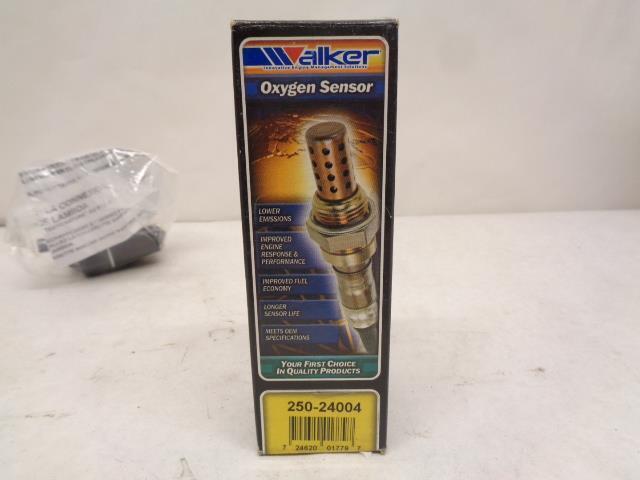 Walker
Innovative Engine Management Solutions
Oxygen Sensor
LOWER
EMISSIONS
IMPROVED
ENGINE
RESPONSE &
PERFORMANCE
IMPROVED FUEL
ECONOMY
LONGER
SENSOR LIFE
MEETS OEM
SPECIFICATIONS
YOUR FIRST CHOICE
IN QUALITY PRODUCTS
250-24004
7 24620 01779 7
LAMBDA